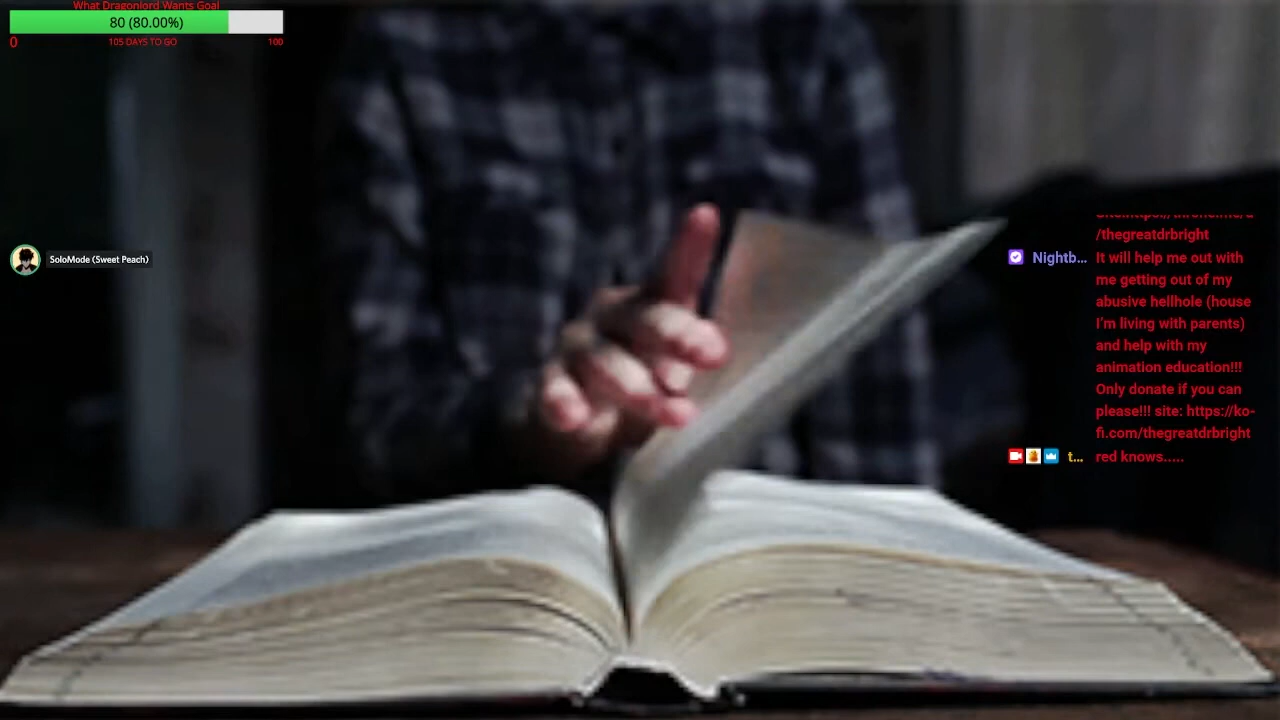 What Dragonlord Wants Goal
80 (80.00%)
0
105 DAYS TO GO
100
SoloMode (Sweet Peach)
/thegreatdrbright
Nightb... It will help me out with
me getting out of my
abusive hellhole (house
I'm living with parents)
and help with my
animation education!!!
Only donate if you can
please!!! site: https://ko-
fi.com/thegreatdrbright
t... red knows.....